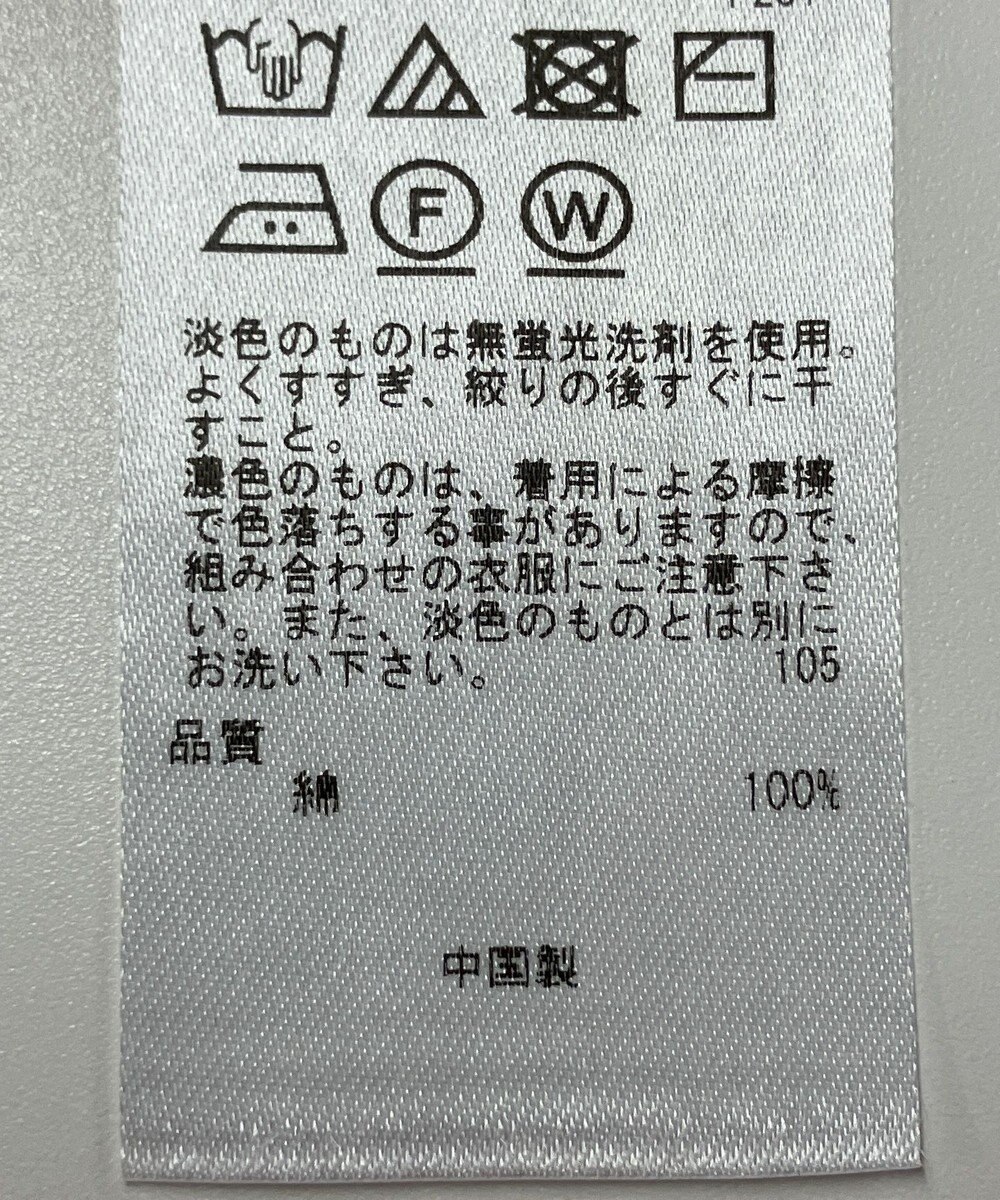 F
W
淡色のものは無蛍光洗剤を使用。
よくすすぎ、絞りの後すぐに干
すこと。
濃色のものは、着用による摩擦
で色落ちする事がありますので、
組み合わせの衣服にご注意下さ
い。また、淡色のものとは別に
お洗い下さい。 105
品質
綿 100%
中国製